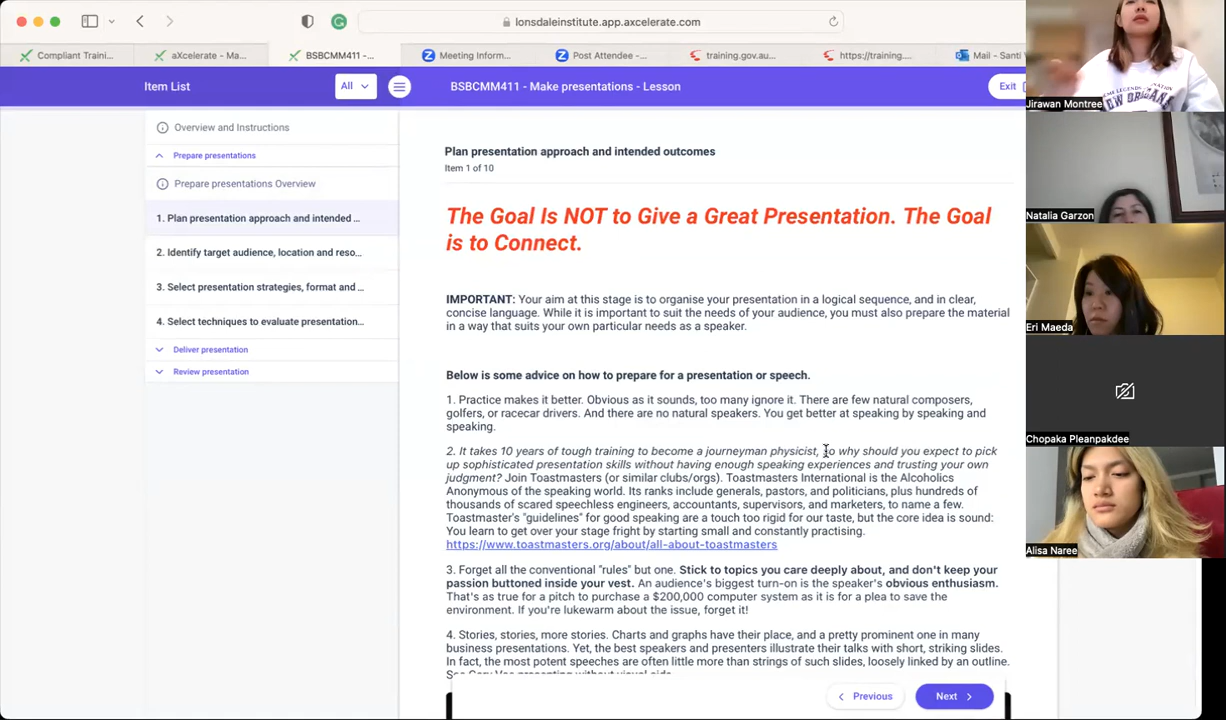 lonsdaleinstitute.app.axcelerate.com
Compliant Traini...
aXcelerate - Ma...
BSBCMM411 -...
Meeting Inform...
Post Attendee -...
training.gov.au...
https://training....
Mail - Santi
Item List
All
BSBCMM411 - Make presentations - Lesson
Exit
Overview and Instructions
Prepare presentations
Prepare presentations Overview
1. Plan presentation approach and intended ...
2. Identify target audience, location and reso...
3. Select presentation strategies, format and ...
4. Select techniques to evaluate presentation...
Deliver presentation
Review presentation
Plan presentation approach and intended outcomes
Item 1 of 10
The Goal Is NOT to Give a Great Presentation. The Goal
is to Connect.
IMPORTANT: Your aim at this stage is to organise your presentation in a logical sequence, and in clear,
concise language. While it is important to suit the needs of your audience, you must also prepare the material
in a way that suits your own particular needs as a speaker.
Below is some advice on how to prepare for a presentation or speech.
1. Practice makes it better. Obvious as it sounds, too many ignore it. There are few natural composers,
golfers, or racecar drivers. And there are no natural speakers. You get better at speaking by speaking and
speaking.
2. It takes 10 years of tough training to become a journeyman physicist, so why should you expect to pick
up sophisticated presentation skills without having enough speaking experiences and trusting your own
judgment? Join Toastmasters (or similar clubs/orgs). Toastmasters International is the Alcoholics
Anonymous of the speaking world. Its ranks include generals, pastors, and politicians, plus hundreds of
thousands of scared speechless engineers, accountants, supervisors, and marketers, to name a few.
Toastmaster's "guidelines" for good speaking are a touch too rigid for our taste, but the core idea is sound:
You learn to get over your stage fright by starting small and constantly practising.
https://www.toastmasters.org/about/all-about-toastmasters
3. Forget all the conventional "rules" but one. Stick to topics you care deeply about, and don't keep your
passion buttoned inside your vest. An audience's biggest turn-on is the speaker's obvious enthusiasm.
That's as true for a pitch to purchase a $200,000 computer system as it is for a plea to save the
environment. If you're lukewarm about the issue, forget it!
4. Stories, stories, more stories. Charts and graphs have their place, and a pretty prominent one in many
business presentations. Yet, the best speakers and presenters illustrate their talks with short, striking slides.
In fact, the most potent speeches are often little more than strings of such slides, loosely linked by an outline.
See Gary Vee presenting without visual aids.
Previous
Next
Jirawan Montree
Natalia Garzon
Eri Maeda
Chopaka Pleanpakdee
Alisa Naree